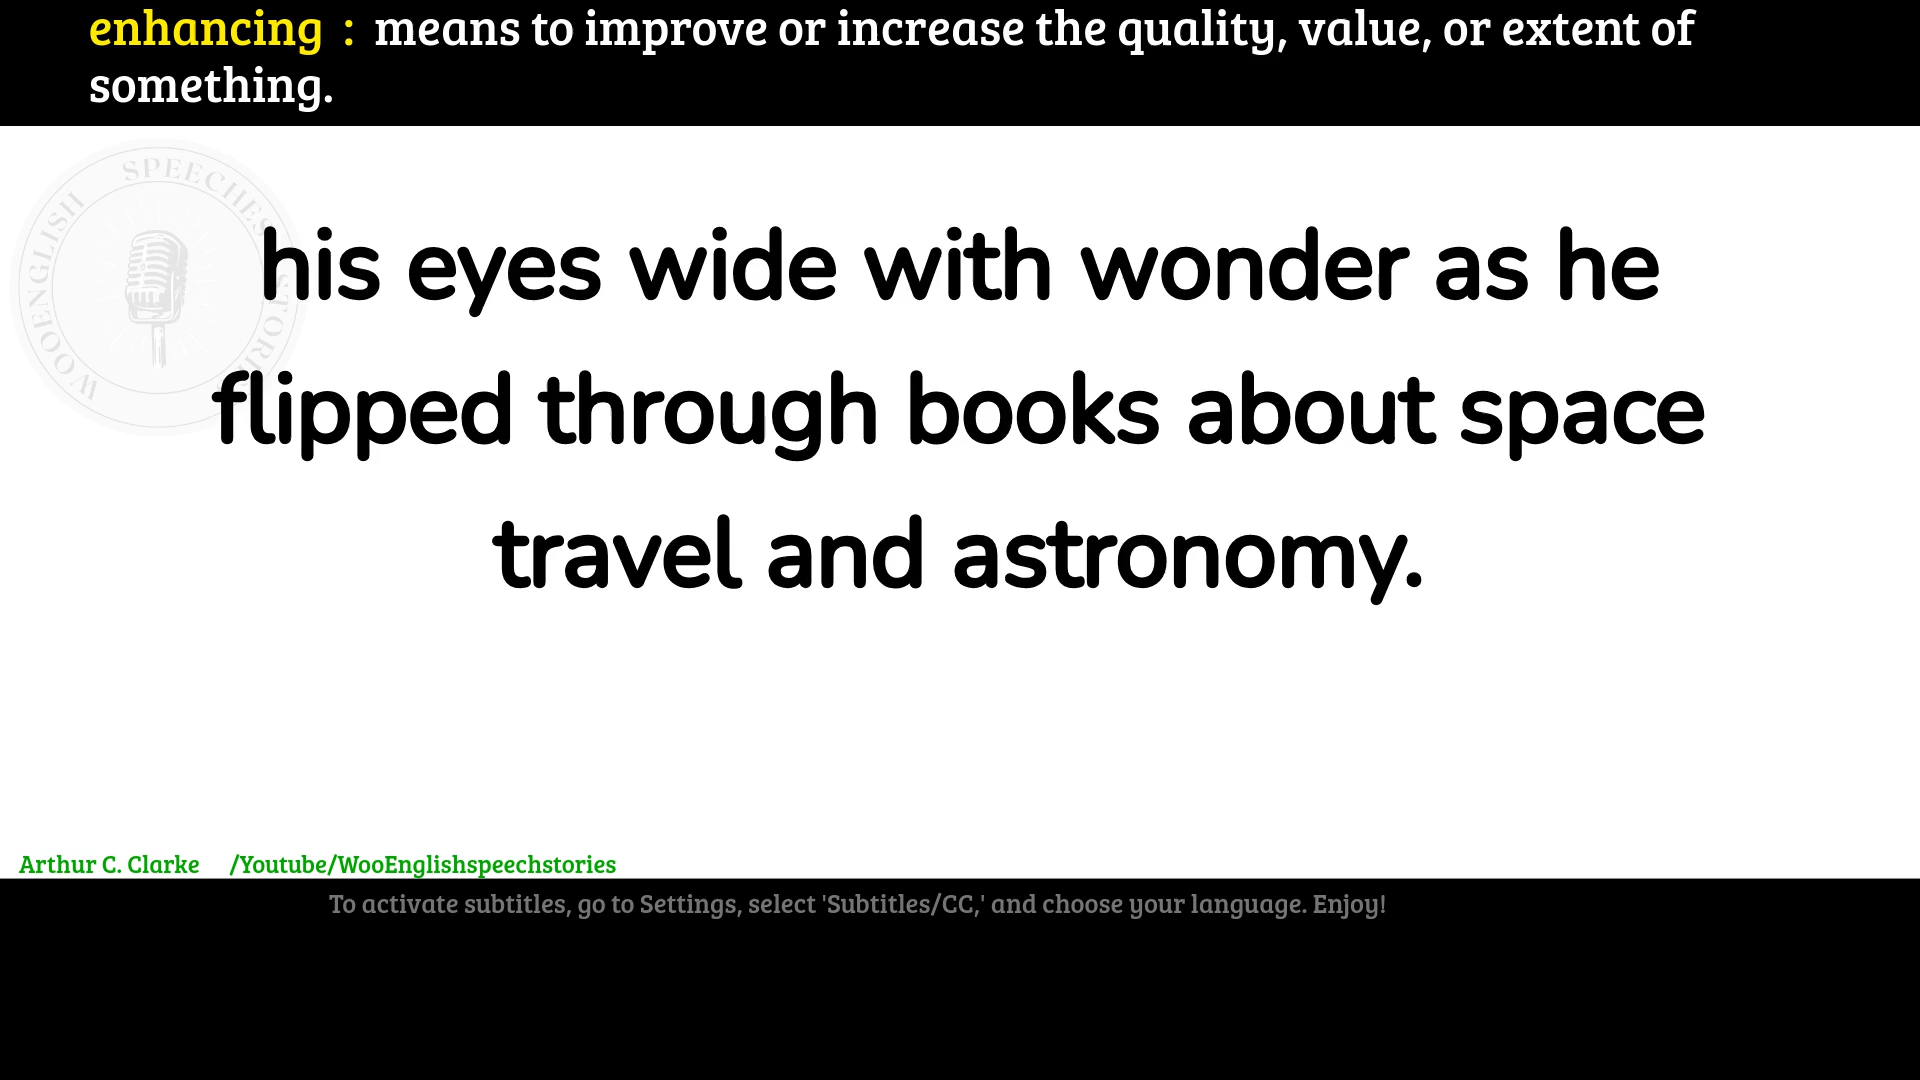 enhancing : means to improve or increase the quality, value, or extent of
something.
WOOENGLISH SPEECHES
his eyes wide with wonder as he
flipped through books about space
travel and astronomy.
Arthur C. Clarke /Youtube/WooEnglishspeechstories
To activate subtitles, go to Settings, select 'Subtitles/CC,' and choose your language. Enjoy!